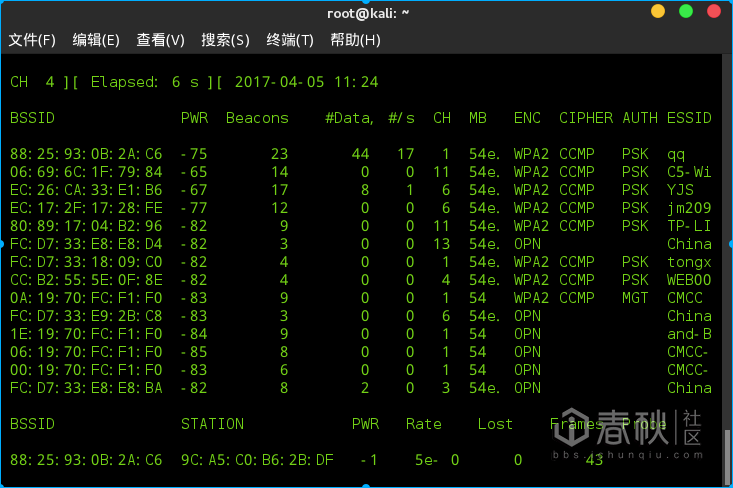 root@kali: ~
文件(F) 编辑(E) 查看(V) 搜索(S) 终端(T) 帮助(H)
CH 4 ][ Elapsed: 6 s ][ 2017-04-05 11:24
BSSID PWR Beacons #Data, #/s CH MB ENC CIPHER AUTH ESSID
88:25:93:0B:2A:C6 -75 23 44 17 1 54e. WPA2 CCMP PSK qq
06:69:6C:1F:79:84 -65 14 0 0 11 54e. WPA2 CCMP PSK C5-Wi
EC:26:CA:33:E1:B6 -67 17 8 1 6 54e. WPA2 CCMP PSK YJS
EC:17:2F:17:28:FE -77 12 0 0 6 54e. WPA2 CCMP PSK jm209
80:89:17:04:B2:96 -82 9 0 0 11 54e. WPA2 CCMP PSK TP-LI
FC:D7:33:E8:E8:D4 -82 3 0 0 13 54e. OPN China
FC:D7:33:18:09:C0 -82 4 0 0 1 54e. WPA2 CCMP PSK tongx
CC:B2:55:5E:0F:8E -82 4 0 0 4 54e. WPA2 CCMP PSK WEB00
0A:19:70:FC:F1:F0 -83 9 0 0 1 54 WPA2 CCMP MGT CMCC
FC:D7:33:E9:2B:C8 -83 3 0 0 6 54e. OPN China
1E:19:70:FC:F1:F0 -84 9 0 0 1 54 OPN and-B
06:19:70:FC:F1:F0 -85 8 0 0 1 54 OPN CMCC-
00:19:70:FC:F1:F0 -83 6 0 0 1 54 OPN CMCC-
FC:D7:33:E8:E8:BA -82 8 2 0 3 54e. OPN China
BSSID STATION PWR Rate Lost Frames Probe
88:25:93:0B:2A:C6 9C:A5:C0:B6:2B:DF -1 5e- 0 0 43
春秋 社区
bbs.ichunqiu.com